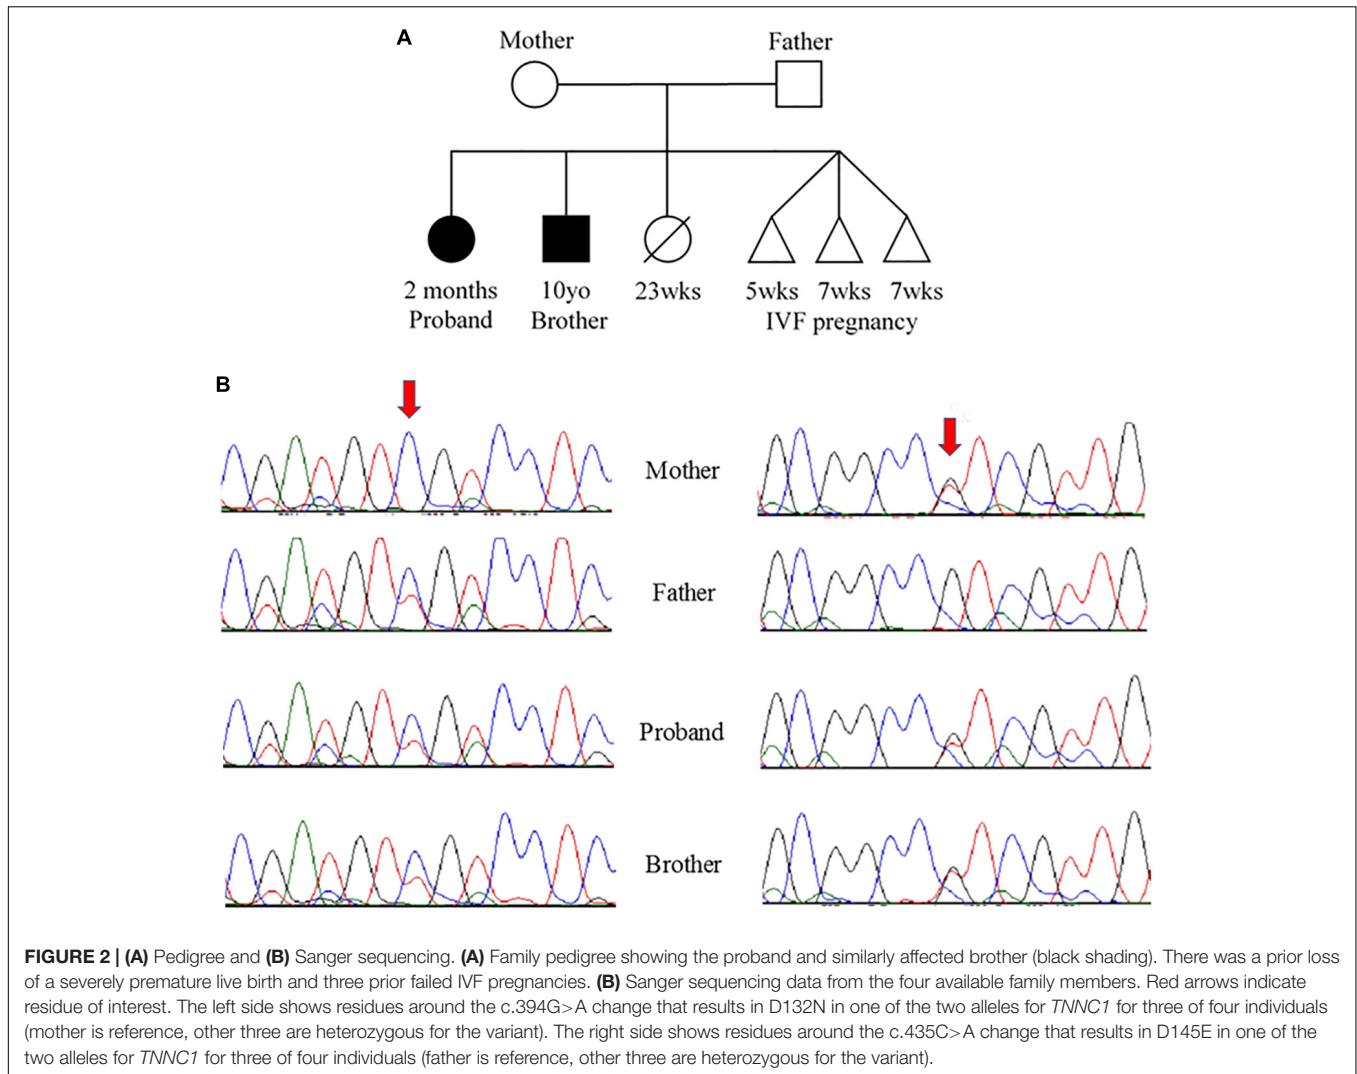 A
Mother
Father
2 months
Proband
10yo
Brother
23wks
5wks 7wks 7wks
IVF pregnancy
B
Mother
Father
Proband
Brother
FIGURE 2 | (A) Pedigree and (B) Sanger sequencing. (A) Family pedigree showing the proband and similarly affected brother (black shading). There was a prior loss
of a severely premature live birth and three prior failed IVF pregnancies. (B) Sanger sequencing data from the four available family members. Red arrows indicate
residue of interest. The left side shows residues around the c.394G>A change that results in D132N in one of the two alleles for TNNC1 for three of four individuals
(mother is reference, other three are heterozygous for the variant). The right side shows residues around the c.435C>A change that results in D145E in one of the
two alleles for TNNC1 for three of four individuals (father is reference, other three are heterozygous for the variant).